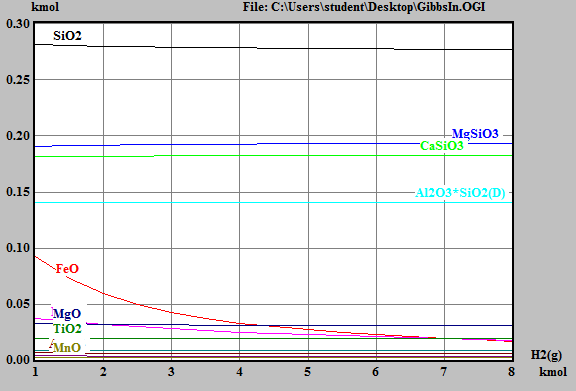 kmol File: C:\Users\student\Desktop\GibbsIn.OGI
0.30
SiO2
0.25
0.20
MgSiO3
CaSiO3
0.15
Al2O3*SiO2(D)
0.10
FeO
0.05
MgO
TiO2
MnO
0.00
H2(g)
1 2 3 4 5 6 7 8 kmol